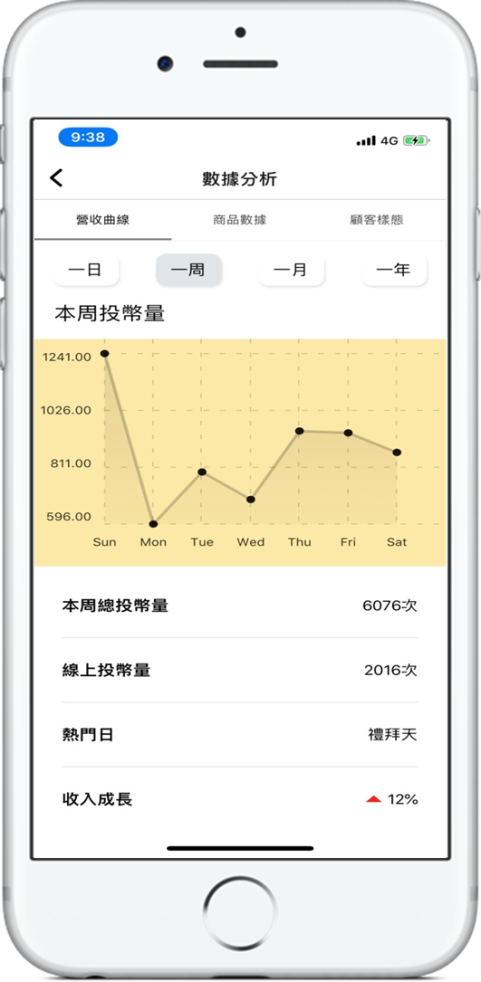 9:38 4G
數據分析
營收曲線 商品數據 顧客樣態
一日 一周 一月 一年
本周投幣量
1241.00
1026.00
811.00
596.00
Sun Mon Tue Wed Thu Fri Sat
本周總投幣量 6076次
線上投幣量 2016次
熱門日 禮拜天
收入成長 12%